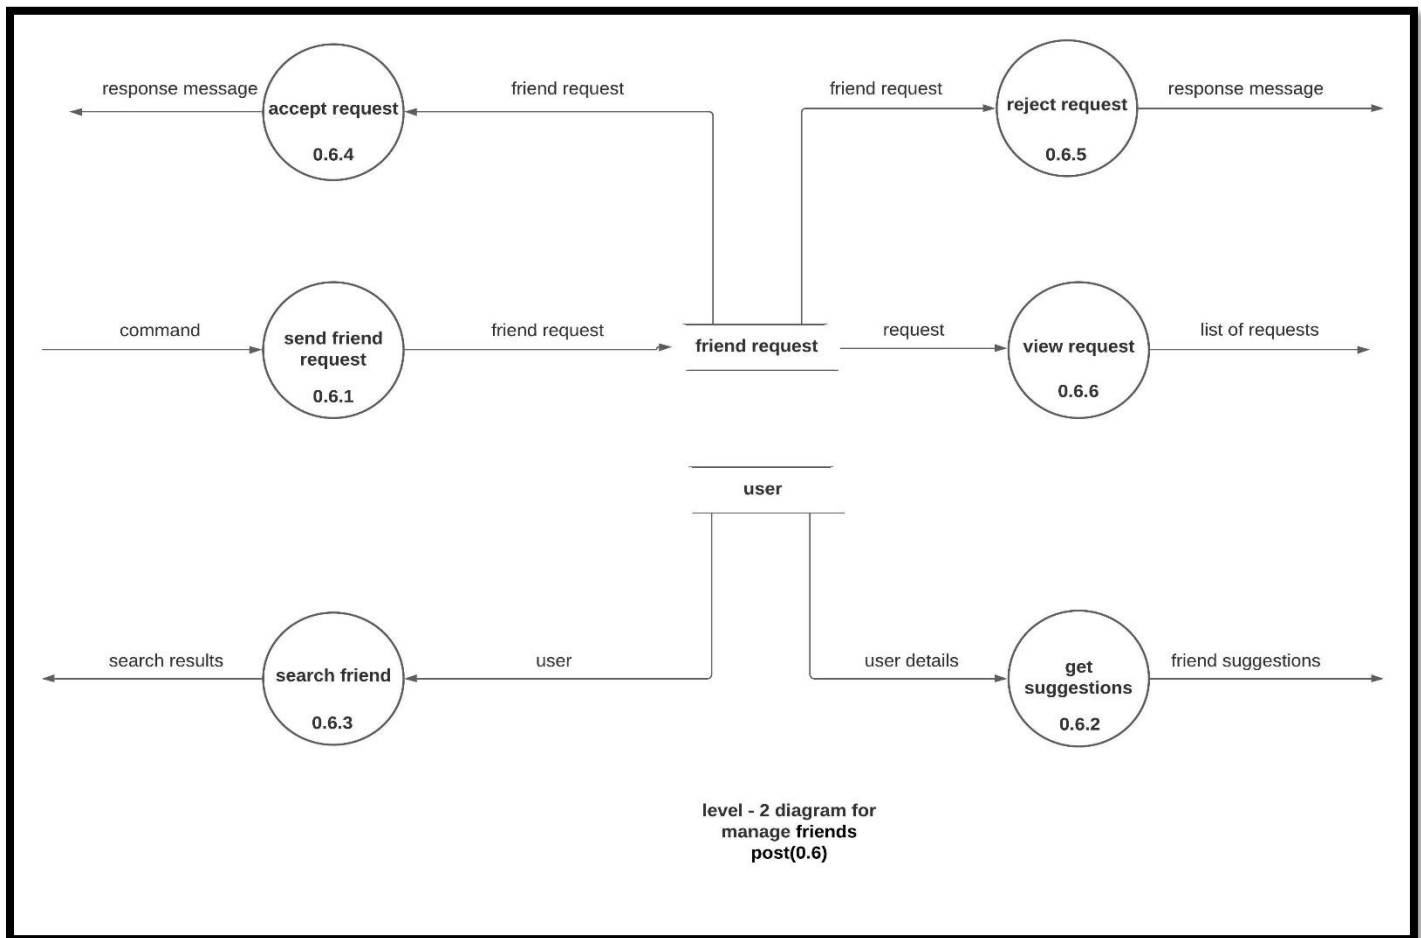 response message
accept request
0.6.4
friend request
friend request
reject request
0.6.5
response message
command
send friend
request
0.6.1
friend request
friend request
request
view request
0.6.6
list of requests
user
search results
search friend
0.6.3
user
user details
get
suggestions
0.6.2
friend suggestions
level - 2 diagram for
manage friends
post(0.6)